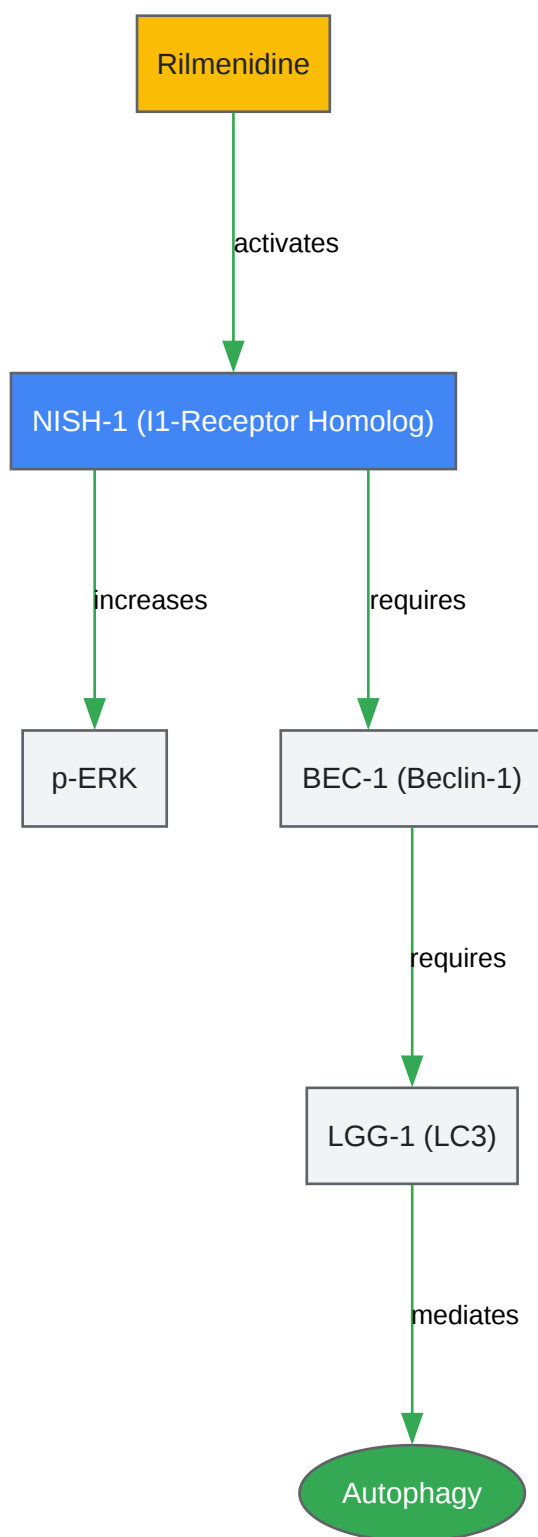 Rilmenidine
activates
NISH-1 (I1-Receptor Homolog)
increases
requires
p-ERK
BEC-1 (Beclin-1)
requires
LGG-1 (LC3)
mediates
Autophagy